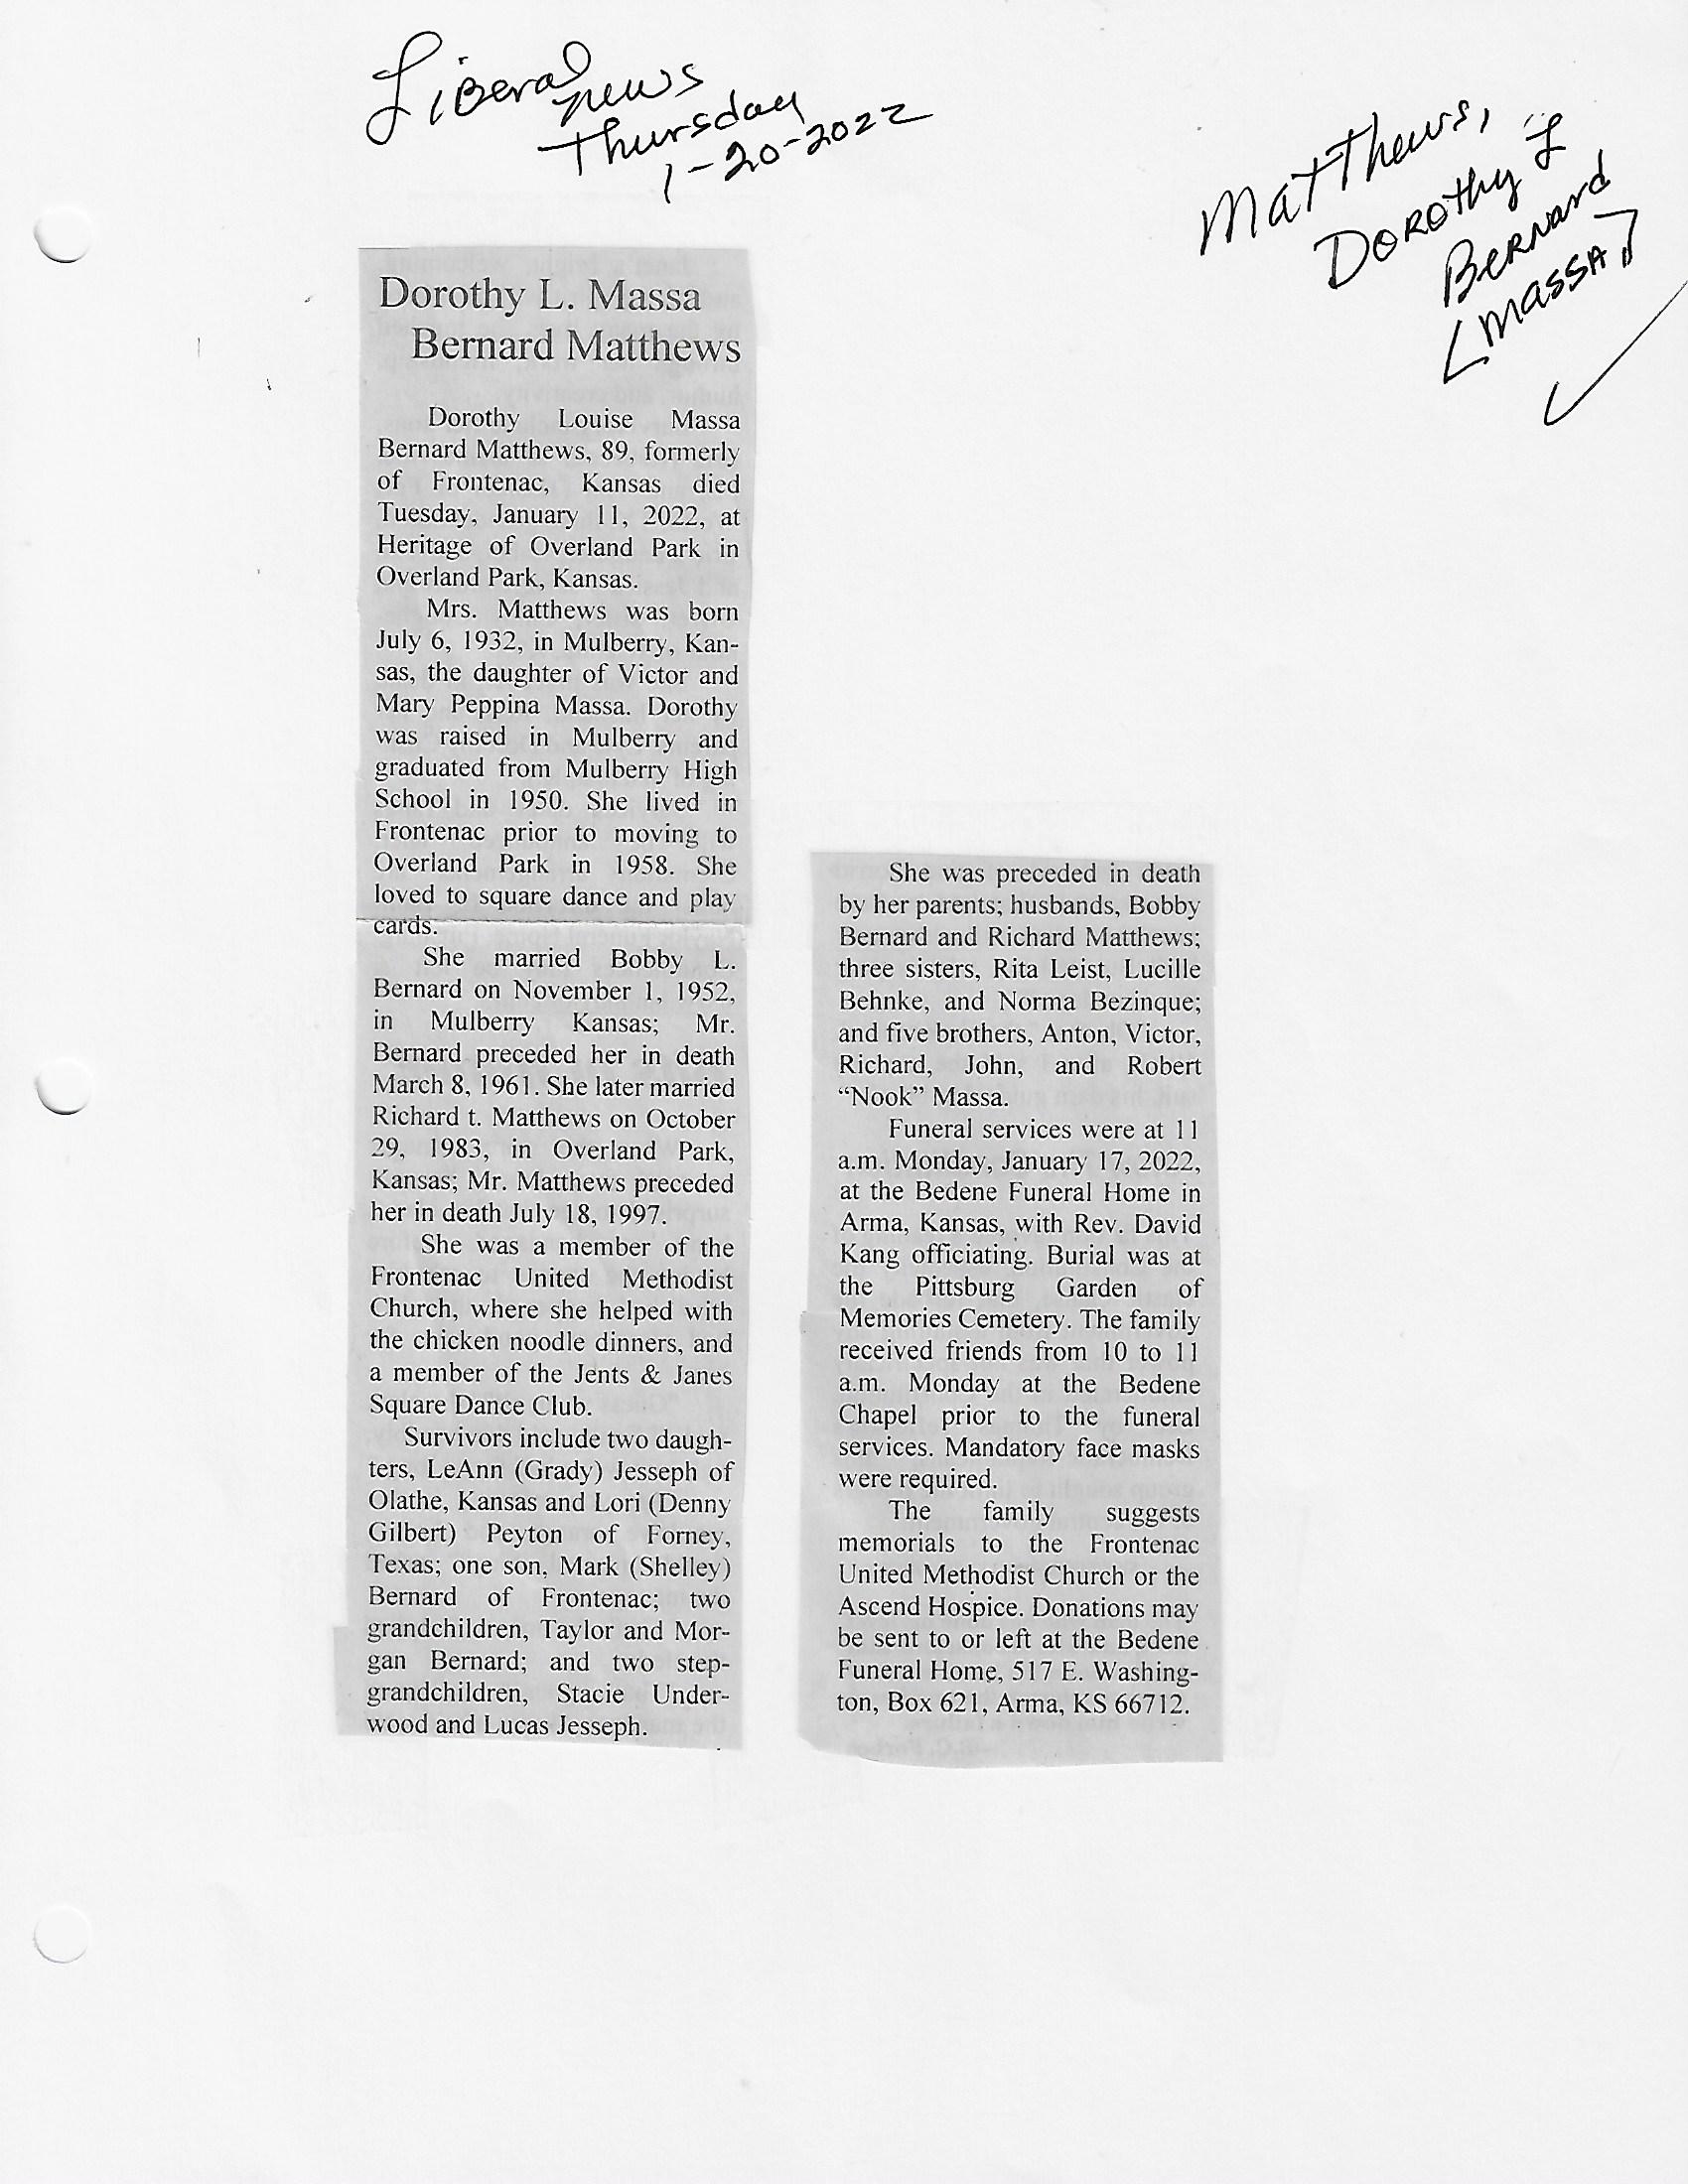 Liberal
news
Thursday
1-20-2022
Matthews,
Dorothy L
Bernard
[Massa]
Dorothy L. Massa
Bernard Matthews
Dorothy Louise Massa
Bernard Matthews, 89, formerly
of Frontenac, Kansas died
Tuesday, January 11, 2022, at
Heritage of Overland Park in
Overland Park, Kansas.
Mrs. Matthews was born
July 6, 1932, in Mulberry, Kan-
sas, the daughter of Victor and
Mary Peppina Massa. Dorothy
was raised in Mulberry and
graduated from Mulberry High
School in 1950. She lived in
Frontenac prior to moving to
Overland Park in 1958. She
loved to square dance and play
cards.
She married Bobby L.
Bernard on November 1, 1952,
in Mulberry Kansas; Mr.
Bernard preceded her in death
March 8, 1961. She later married
Richard t. Matthews on October
29, 1983, in Overland Park,
Kansas; Mr. Matthews preceded
her in death July 18, 1997.
She was a member of the
Frontenac United Methodist
Church, where she helped with
the chicken noodle dinners, and
a member of the Jents & Janes
Square Dance Club.
Survivors include two daugh-
ters, LeAnn (Grady) Jesseph of
Olathe, Kansas and Lori (Denny
Gilbert) Peyton of Forney,
Texas; one son, Mark (Shelley)
Bernard of Frontenac; two
grandchildren, Taylor and Mor-
gan Bernard; and two step-
grandchildren, Stacie Under-
wood and Lucas Jesseph.
She was preceded in death
by her parents; husbands, Bobby
Bernard and Richard Matthews;
three sisters, Rita Leist, Lucille
Behnke, and Norma Bezinque;
and five brothers, Anton, Victor,
Richard, John, and Robert
“Nook” Massa.
Funeral services were at 11
a.m. Monday, January 17, 2022,
at the Bedene Funeral Home in
Arma, Kansas, with Rev. David
Kang officiating. Burial was at
the Pittsburg Garden of
Memories Cemetery. The family
received friends from 10 to 11
a.m. Monday at the Bedene
Chapel prior to the funeral
services. Mandatory face masks
were required.
The family suggests
memorials to the Frontenac
United Methodist Church or the
Ascend Hospice. Donations may
be sent to or left at the Bedene
Funeral Home, 517 E. Washing-
ton, Box 621, Arma, KS 66712.